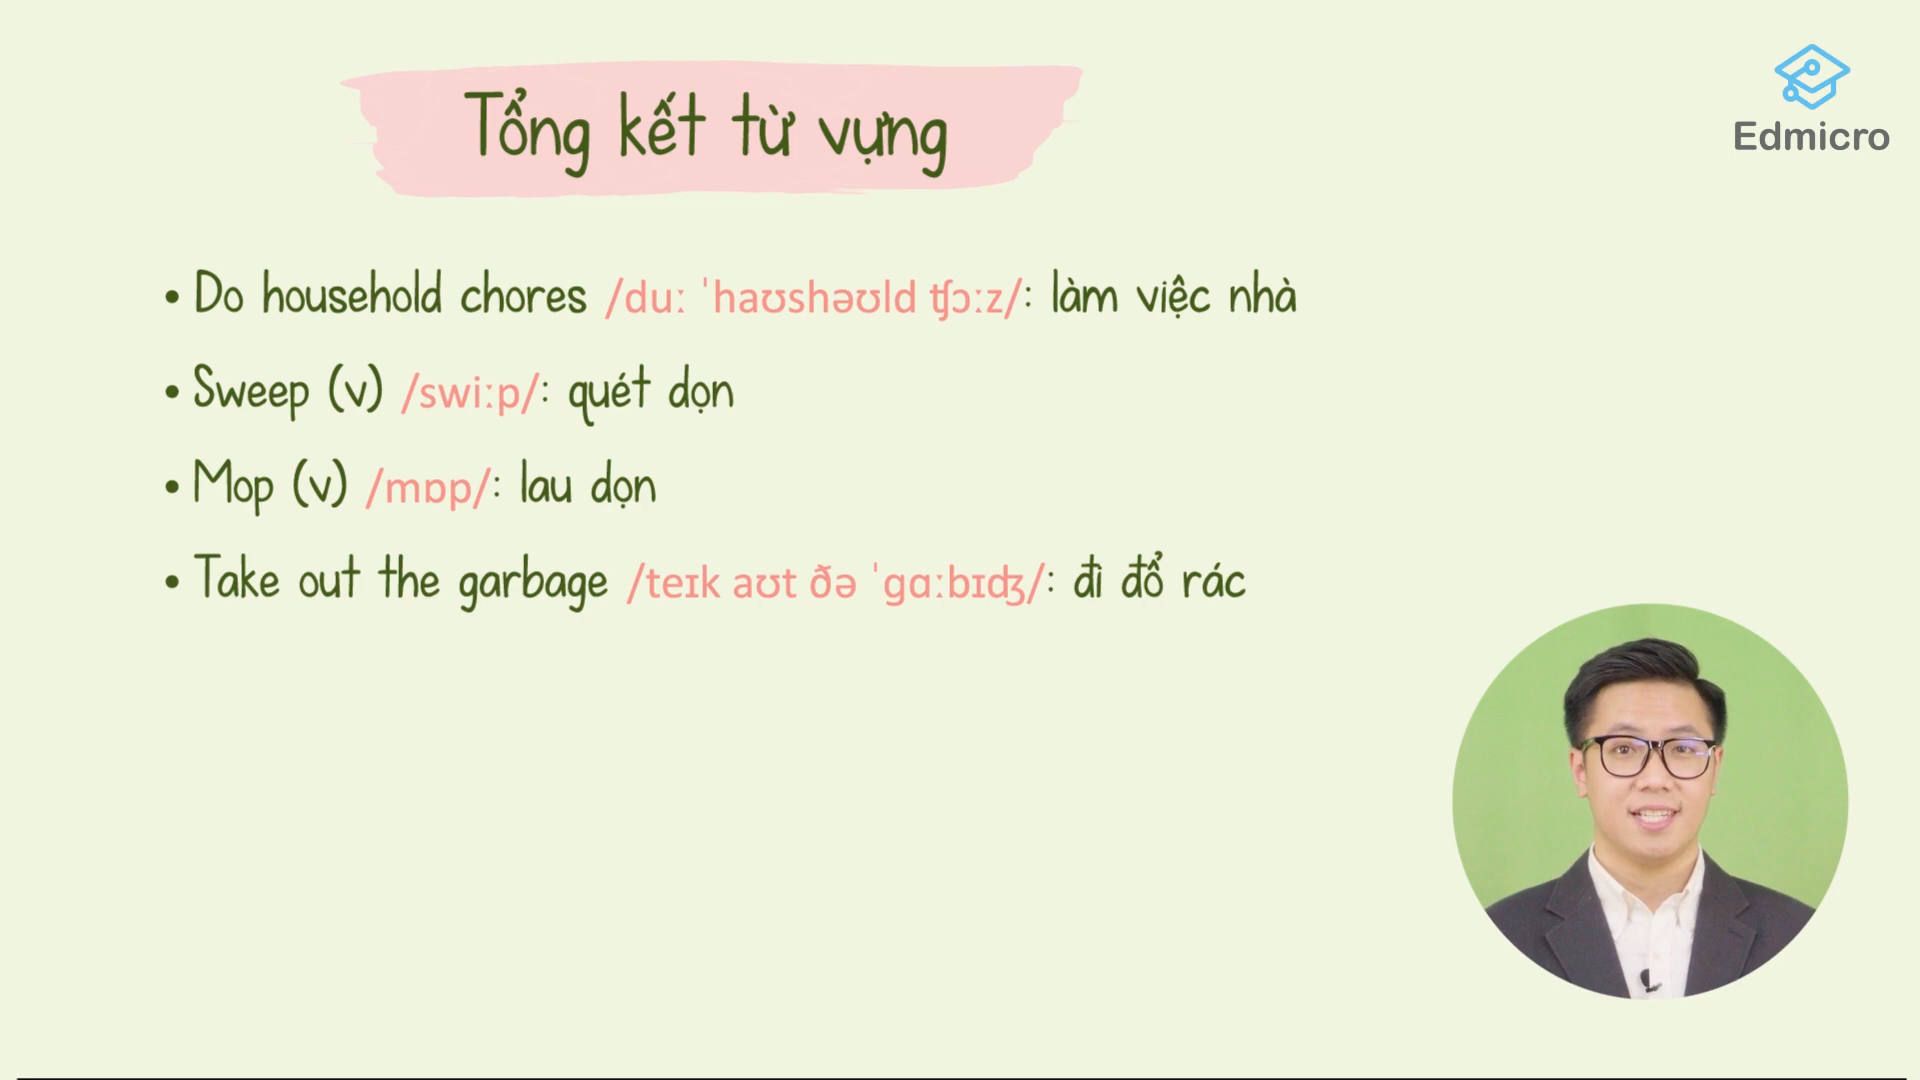 Tổng kết từ vựng
Edmicro
• Do household chores /duː ˈhaʊshəʊld ʧɔːz/: làm việc nhà
• Sweep (v) /swiːp/: quét dọn
• Mop (v) /mɒp/: lau dọn
• Take out the garbage /teɪk aʊt ðə ˈgɑːbɪʤ/: đi đổ rác